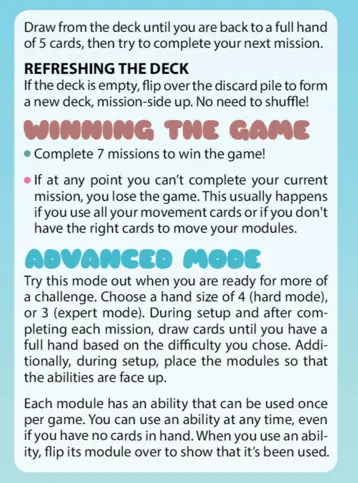 Draw from the deck until you are back to a full hand
of 5 cards, then try to complete your next mission.
REFRESHING THE DECK
If the deck is empty, flip over the discard pile to form
a new deck, mission-side up. No need to shuffle!
WINNING THE GAME
• Complete 7 missions to win the game!
• If at any point you can't complete your current
mission, you lose the game. This usually happens
if you use all your movement cards or if you don't
have the right cards to move your modules.
ADVANCED MODE
Try this mode out when you are ready for more of
a challenge. Choose a hand size of 4 (hard mode),
or 3 (expert mode). During setup and after com-
pleting each mission, draw cards until you have a
full hand based on the difficulty you chose. Addi-
tionally, during setup, place the modules so that
the abilities are face up.
Each module has an ability that can be used once
per game. You can use an ability at any time, even
if you have no cards in hand. When you use an abil-
ity, flip its module over to show that it's been used.